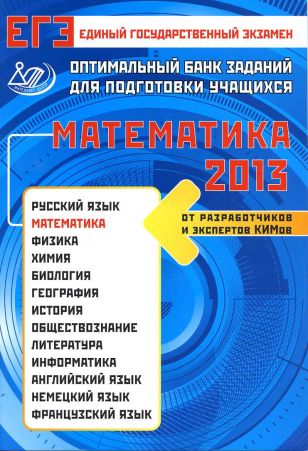 ЕГЭ
ЕДИНЫЙ ГОСУДАРСТВЕННЫЙ ЭКЗАМЕН
ОПТИМАЛЬНЫЙ БАНК ЗАДАНИЙ
ДЛЯ ПОДГОТОВКИ УЧАЩИХСЯ
МАТЕМАТИКА
2013
ОТ РАЗРАБОТЧИКОВ
И ЭКСПЕРТОВ КИМов
РУССКИЙ ЯЗЫК
МАТЕМАТИКА
ФИЗИКА
ХИМИЯ
БИОЛОГИЯ
ГЕОГРАФИЯ
ИСТОРИЯ
ОБЩЕСТВОЗНАНИЕ
ЛИТЕРАТУРА
ИНФОРМАТИКА
АНГЛИЙСКИЙ ЯЗЫК
НЕМЕЦКИЙ ЯЗЫК
ФРАНЦУЗСКИЙ ЯЗЫК